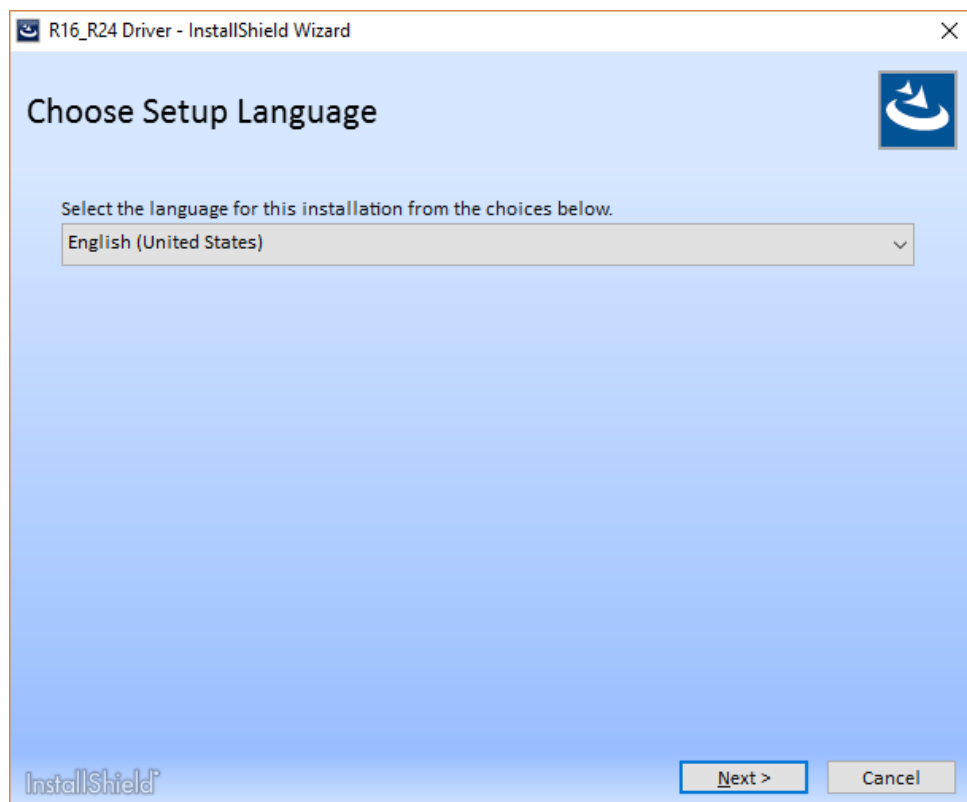 R16_R24 Driver - InstallShield Wizard
Choose Setup Language
Select the language for this installation from the choices below.
English (United States)
InstallShield
Next >
Cancel